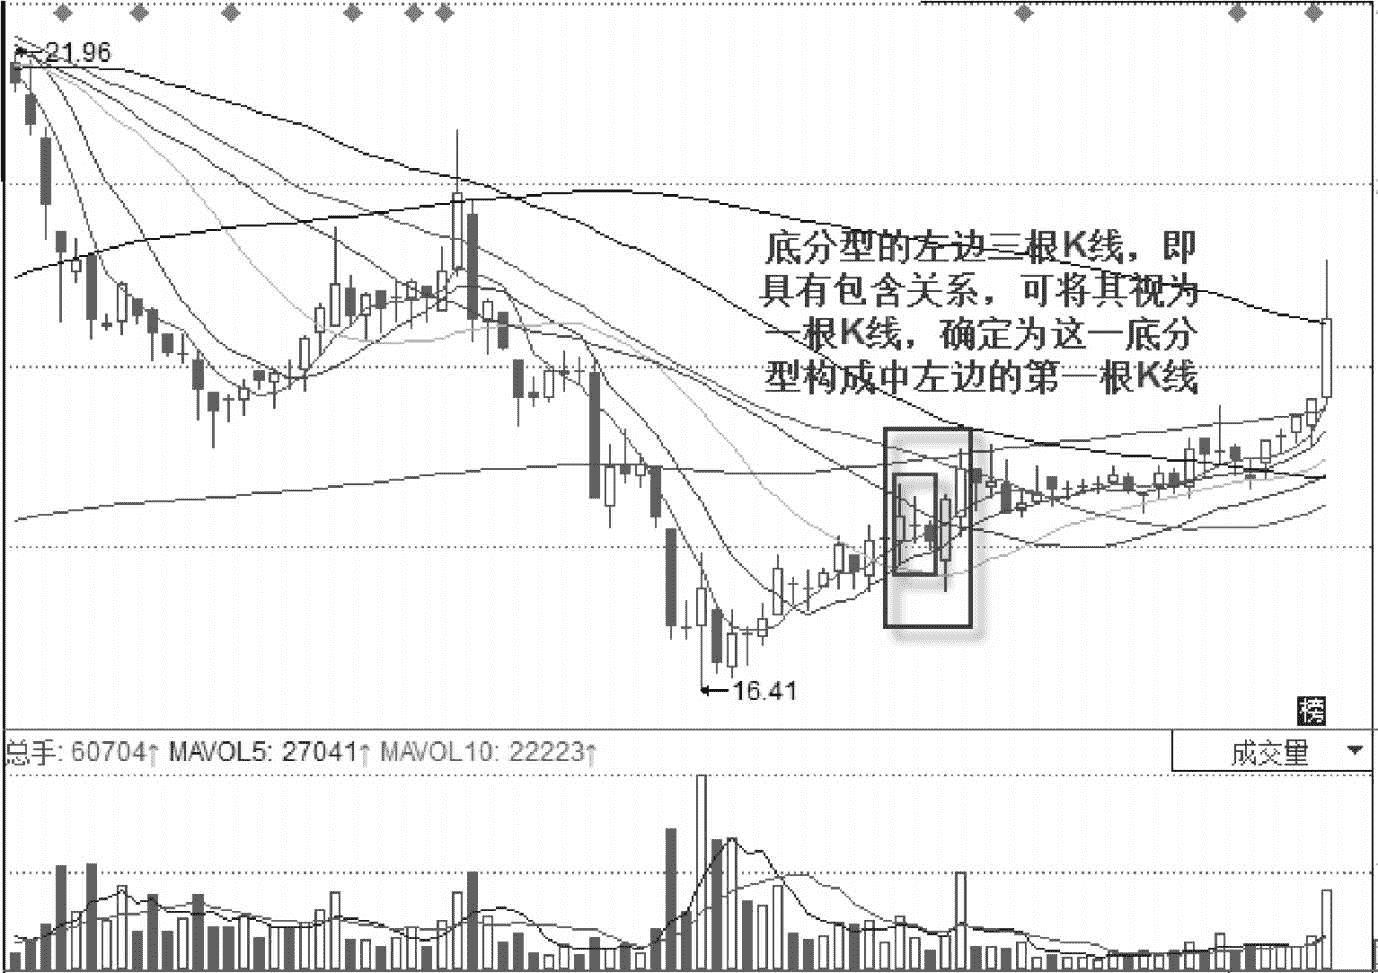 21.96
底分型的左边三根K线，即
具有包含关系，可将其视为
一根K线，确定为这一底分
型构成中左边的第一根K线
16.41
榜
总手: 60704↑ MAVOL5: 27041↑ MAVOL10: 22223↑
成交量